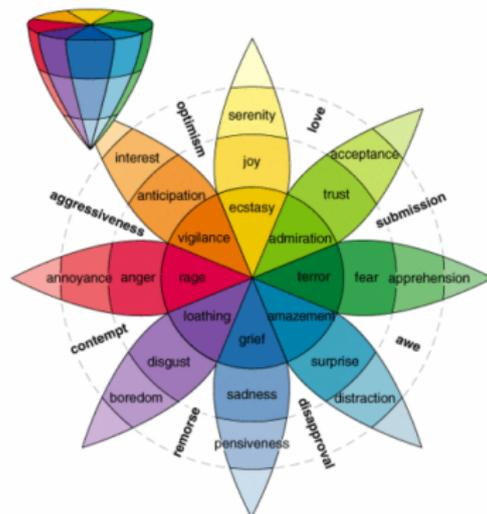 serenity
love
optimism
joy
acceptance
interest
trust
anticipation
ecstasy
submission
aggressiveness
vigilance
admiration
annoyance
anger
rage
terror
fear
apprehension
loathing
amazement
contempt
grief
awe
disgust
surprise
boredom
sadness
distraction
remorse
disapproval
pensiveness